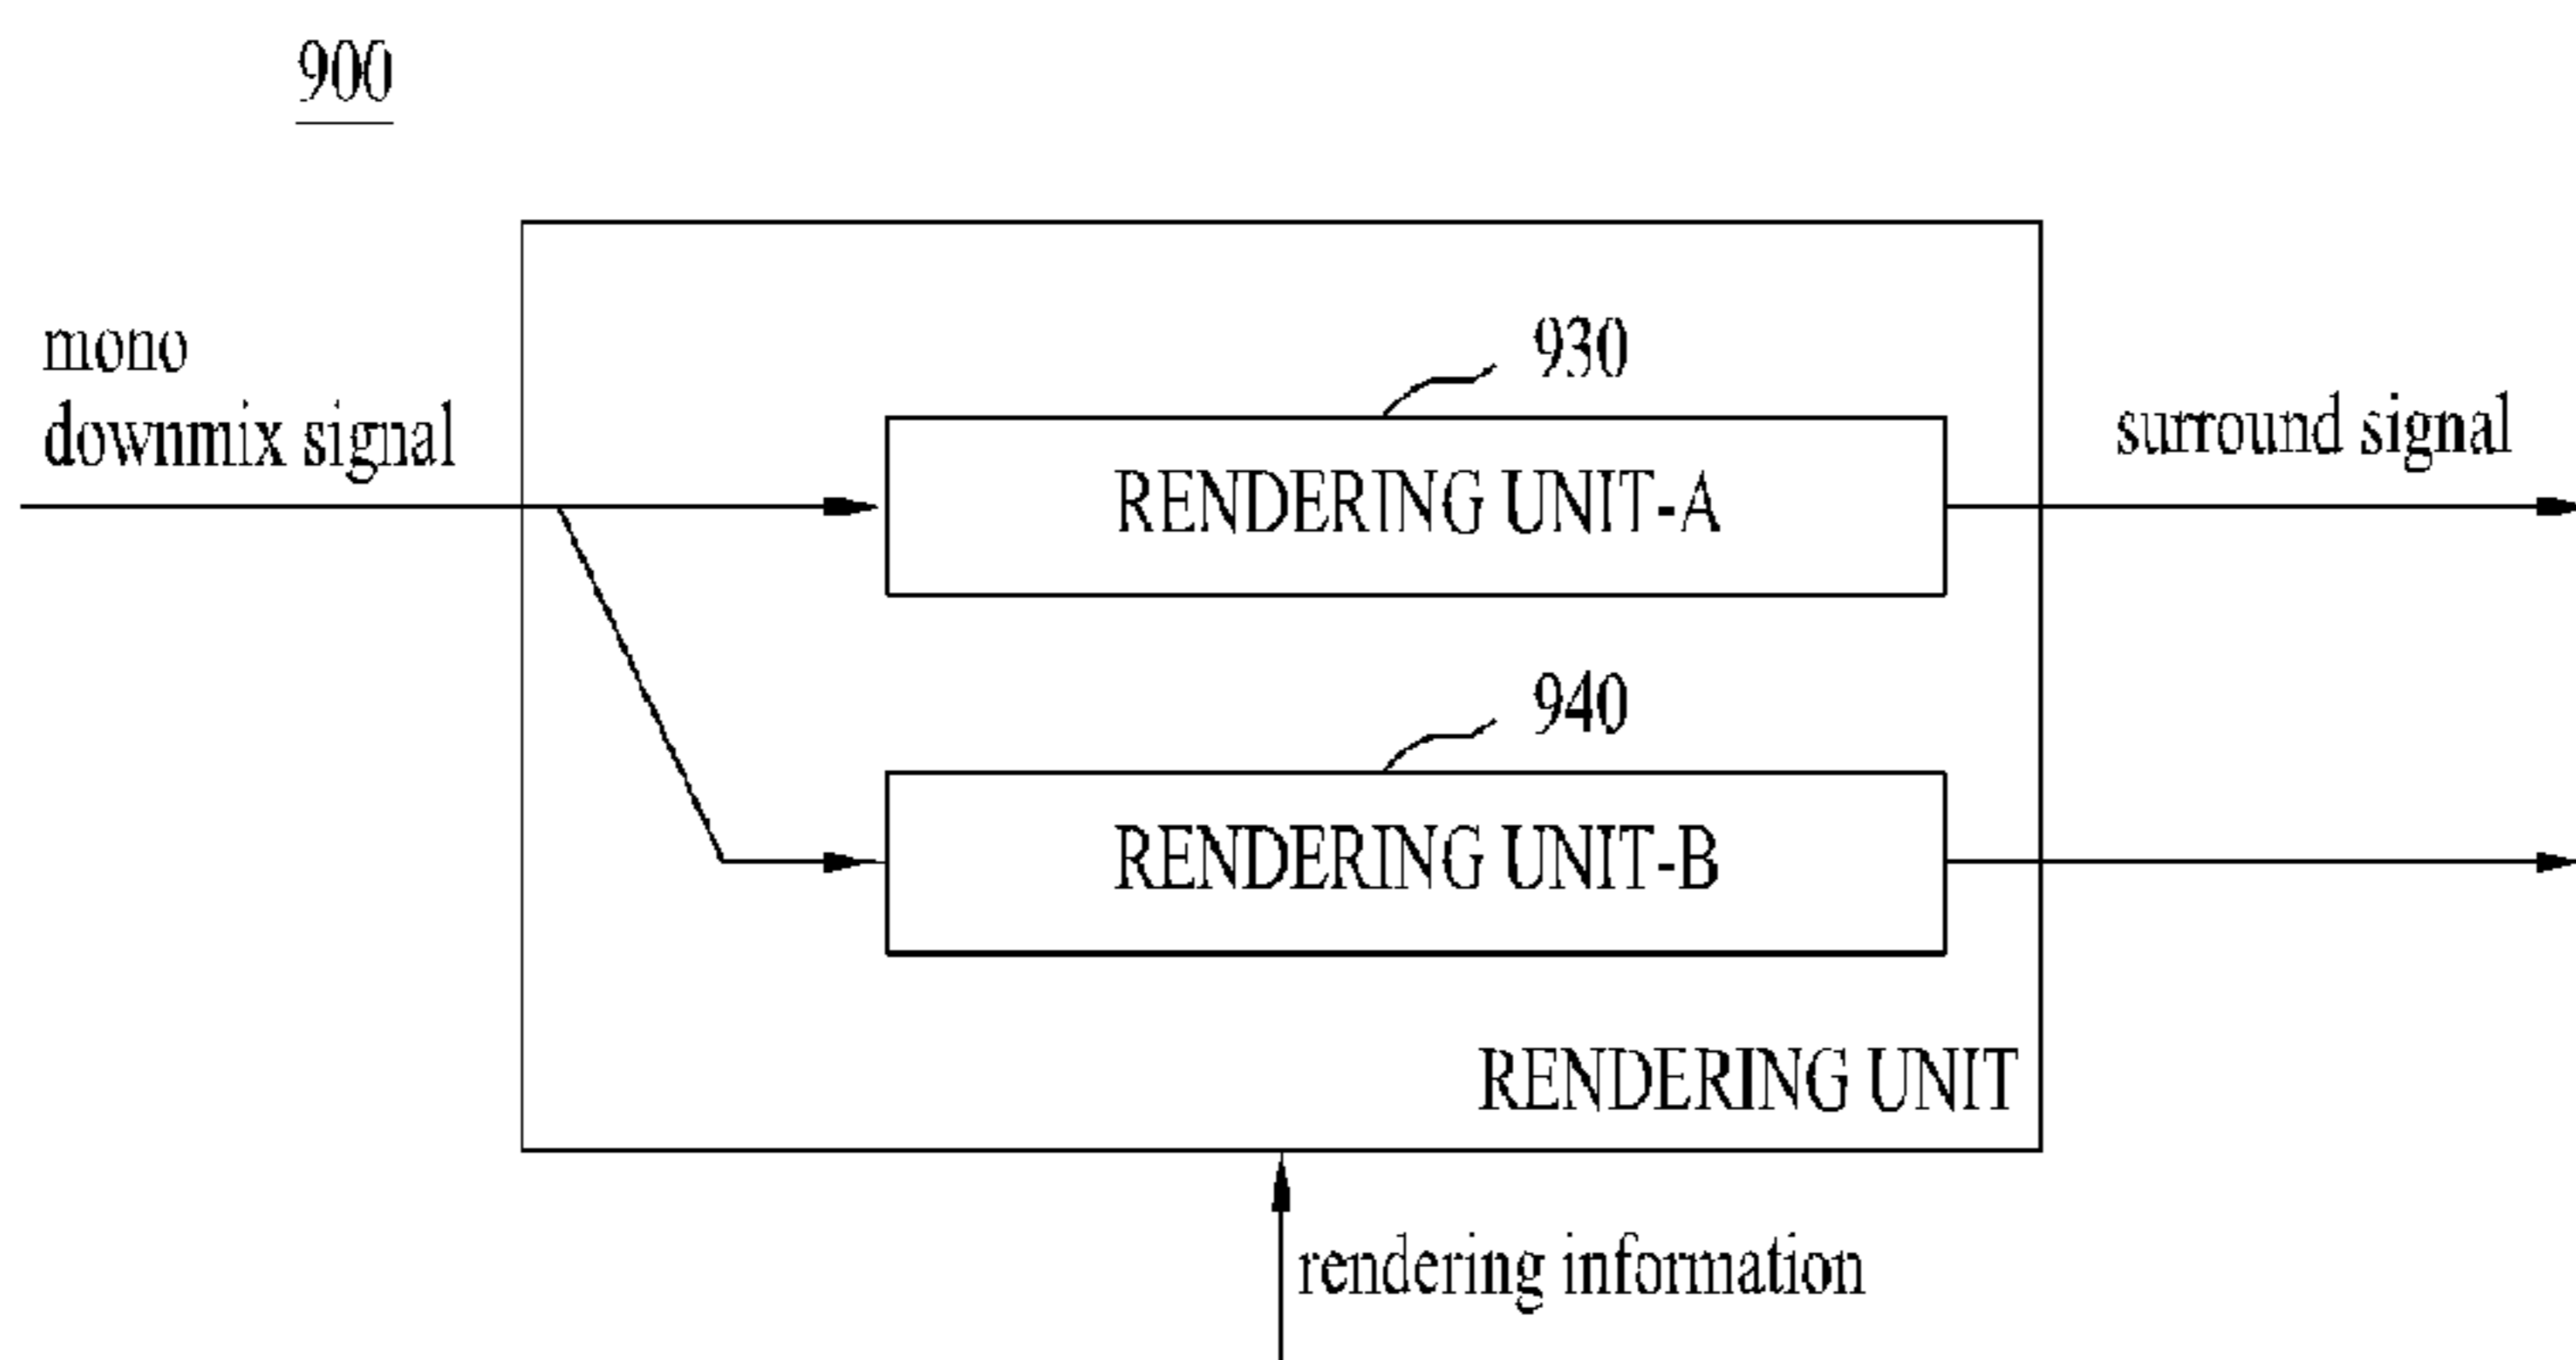 900
mono
downmix signal
930
RENDERING UNIT-A
surround signal
940
RENDERING UNIT-B
RENDERING UNIT
rendering information